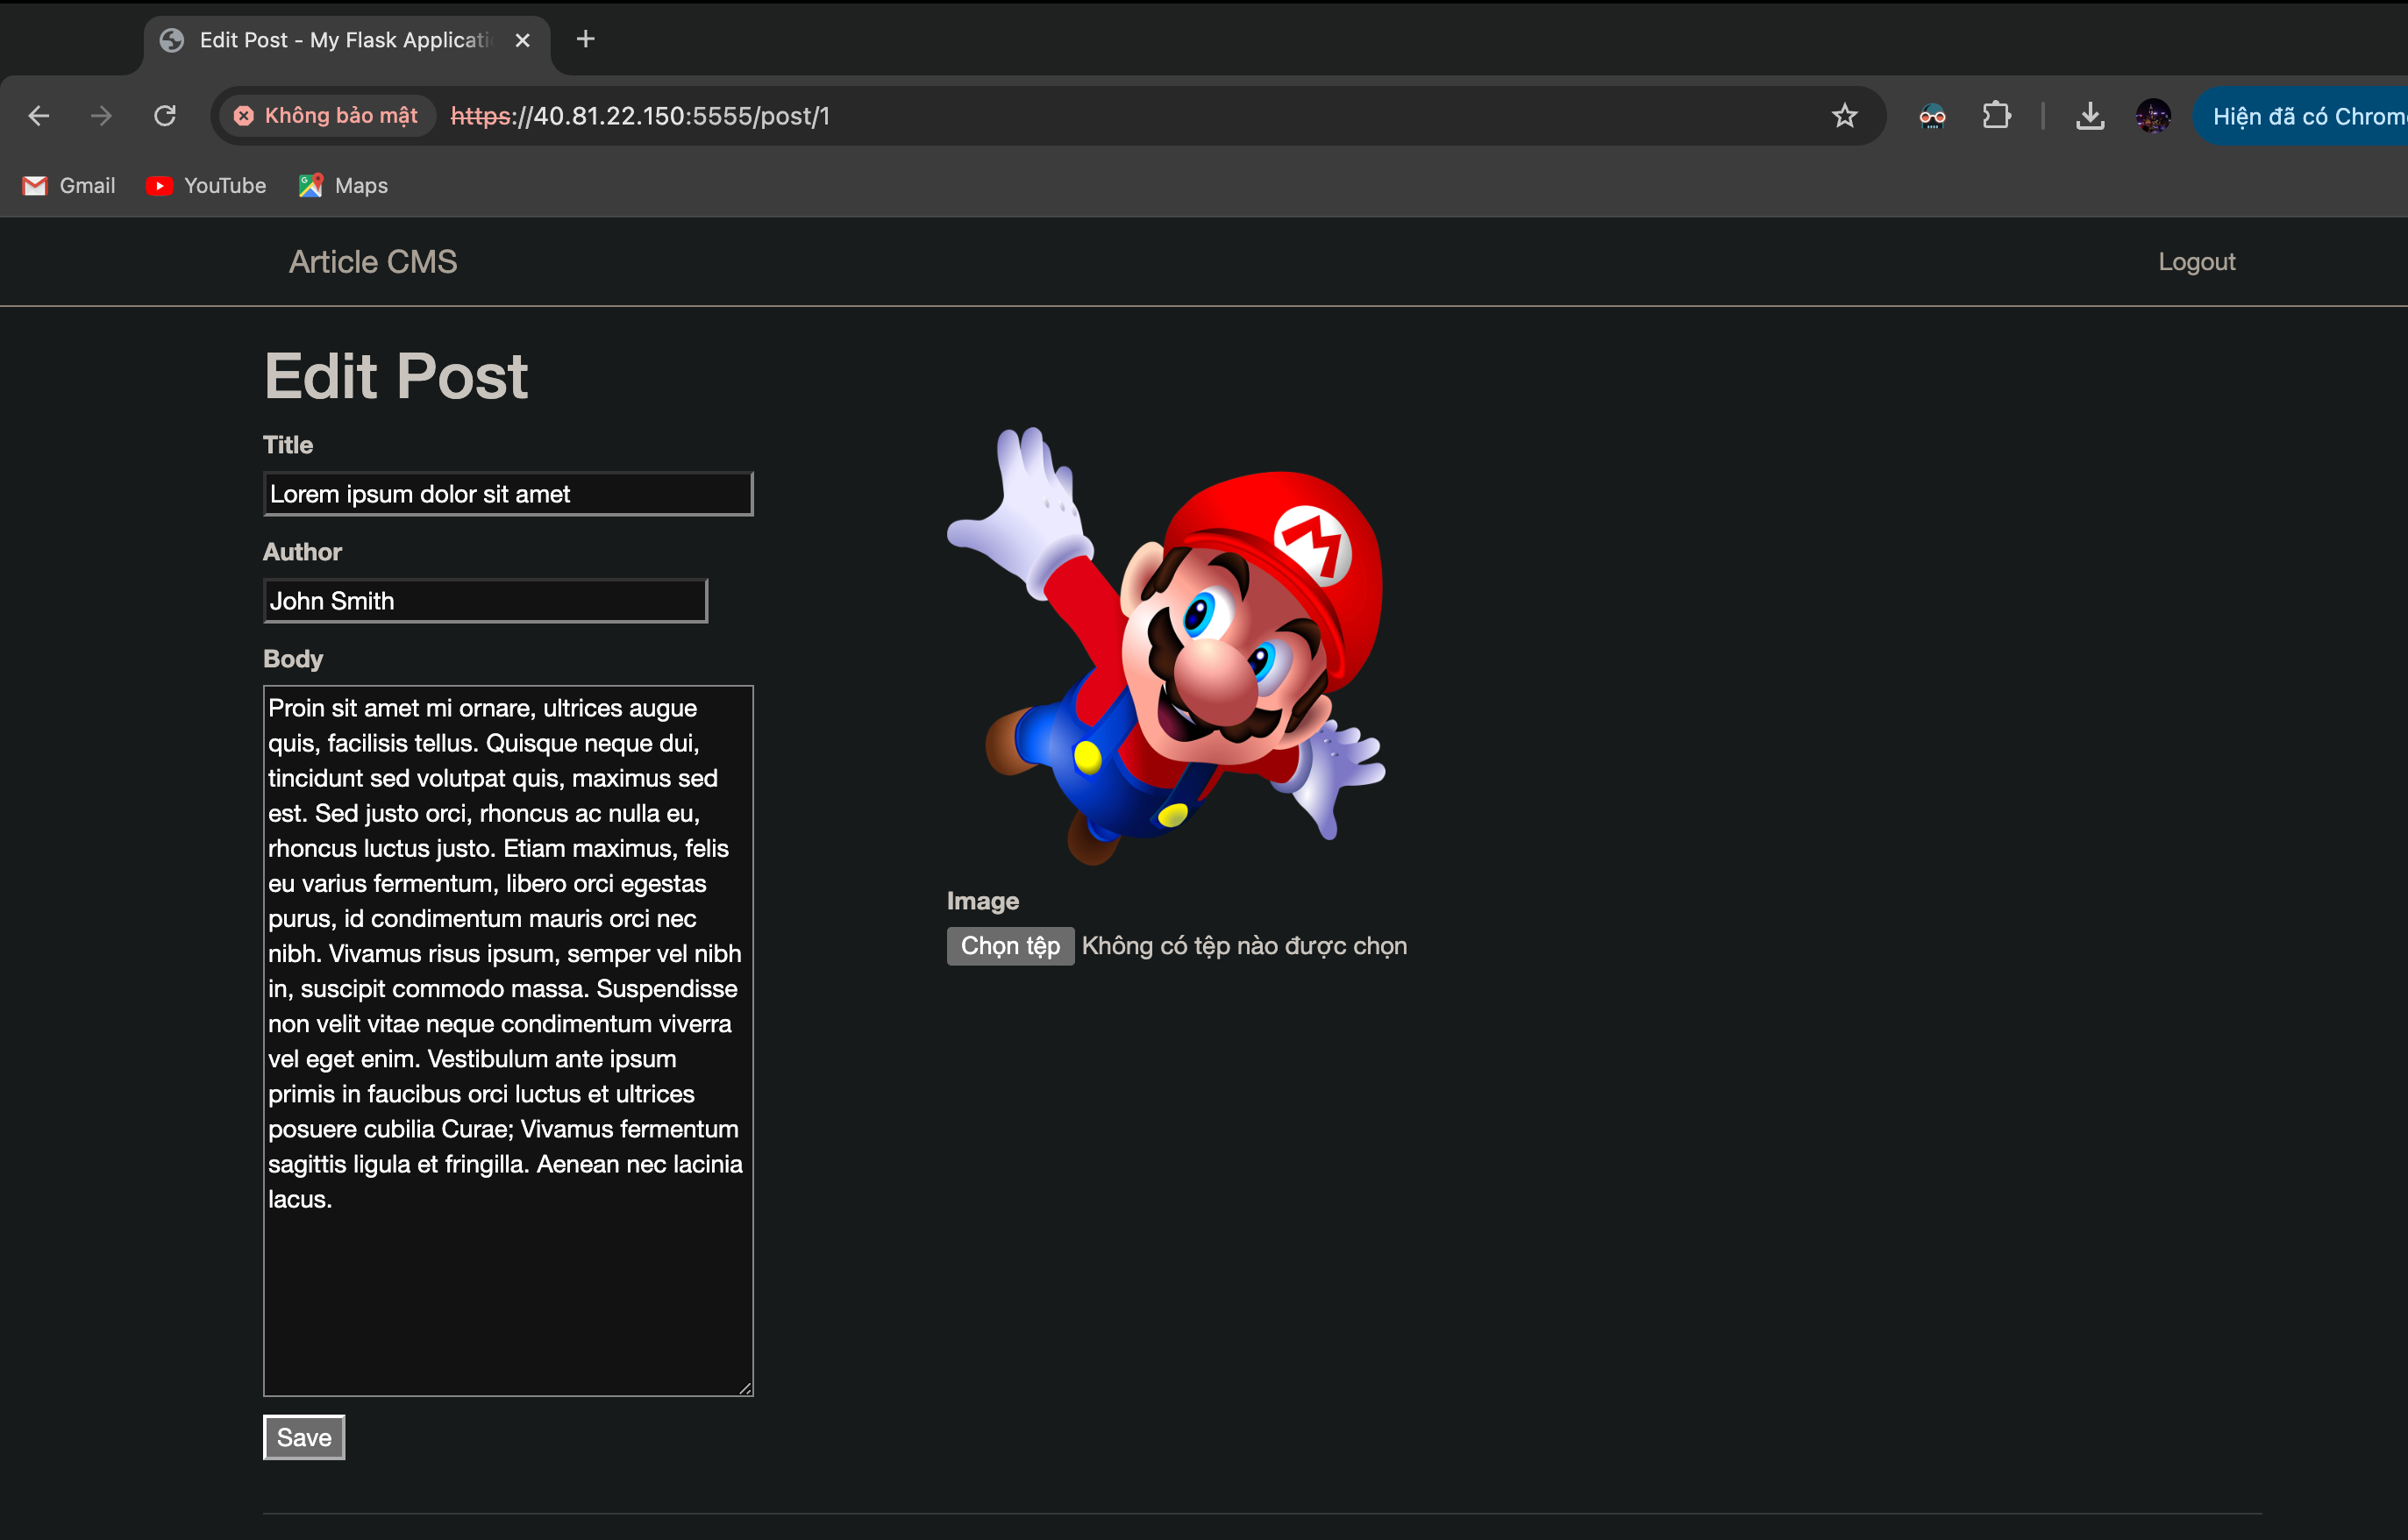 Edit Post - My Flask Applicati
Không bảo mật https://40.81.22.150:5555/post/1
Hiện đã có Chrom
Gmail YouTube Maps
Article CMS
Logout
Edit Post
Title
Lorem ipsum dolor sit amet
Author
John Smith
Body
Proin sit amet mi ornare, ultrices augue
quis, facilisis tellus. Quisque neque dui,
tincidunt sed volutpat quis, maximus sed
est. Sed justo orci, rhoncus ac nulla eu,
rhoncus luctus justo. Etiam maximus, felis
eu varius fermentum, libero orci egestas
purus, id condimentum mauris orci nec
nibh. Vivamus risus ipsum, semper vel nibh
in, suscipit commodo massa. Suspendisse
non velit vitae neque condimentum viverra
vel eget enim. Vestibulum ante ipsum
primis in faucibus orci luctus et ultrices
posuere cubilia Curae; Vivamus fermentum
sagittis ligula et fringilla. Aenean nec lacinia
lacus.
Save
M
Image
Chọn tệp Không có tệp nào được chọn